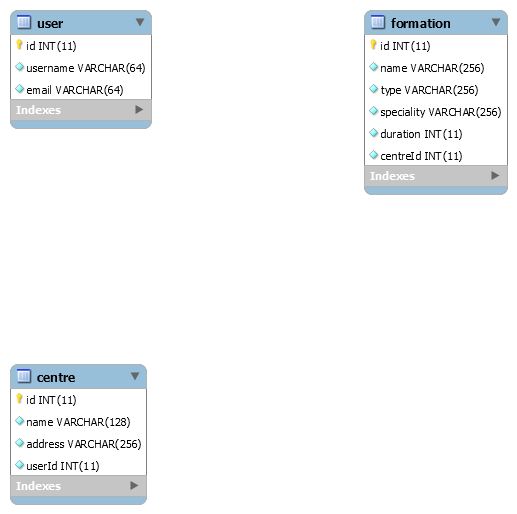 user
id INT(11)
username VARCHAR(64)
email VARCHAR(64)
Indexes
formation
id INT(11)
name VARCHAR(256)
type VARCHAR(256)
speciality VARCHAR(256)
duration INT(11)
centreId INT(11)
Indexes
centre
id INT(11)
name VARCHAR(128)
address VARCHAR(256)
userId INT(11)
Indexes